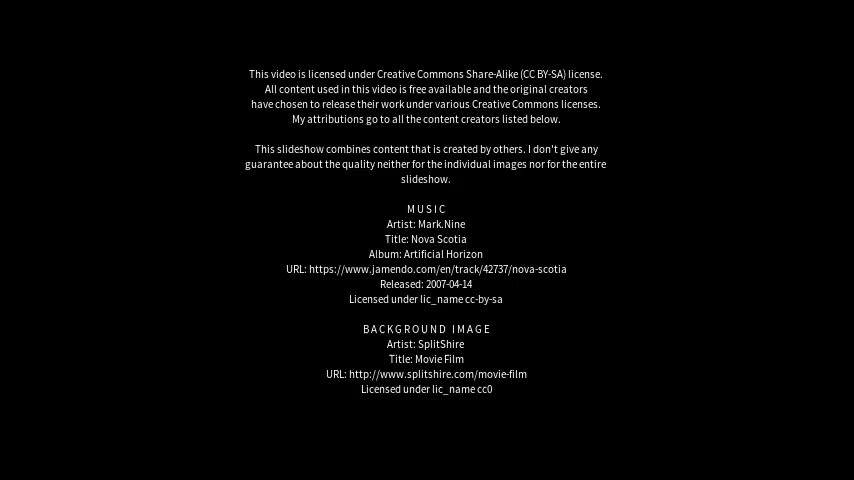 This video is licensed under Creative Commons Share-Alike (CC BY-SA) license.
All content used in this video is free available and the original creators
have chosen to release their work under various Creative Commons licenses.
My attributions go to all the content creators listed below.
This slideshow combines content that is created by others. I don't give any
guarantee about the quality neither for the individual images nor for the entire
slideshow.
MUSIC
Artist: Mark.Nine
Title: Nova Scotia
Album: Artificial Horizon
URL: https://www.jamendo.com/en/track/42737/nova-scotia
Released: 2007-04-14
Licensed under lic_name cc-by-sa
BACKGROUND IMAGE
Artist: SplitShire
Title: Movie Film
URL: http://www.splitshire.com/movie-film
Licensed under lic_name cc0